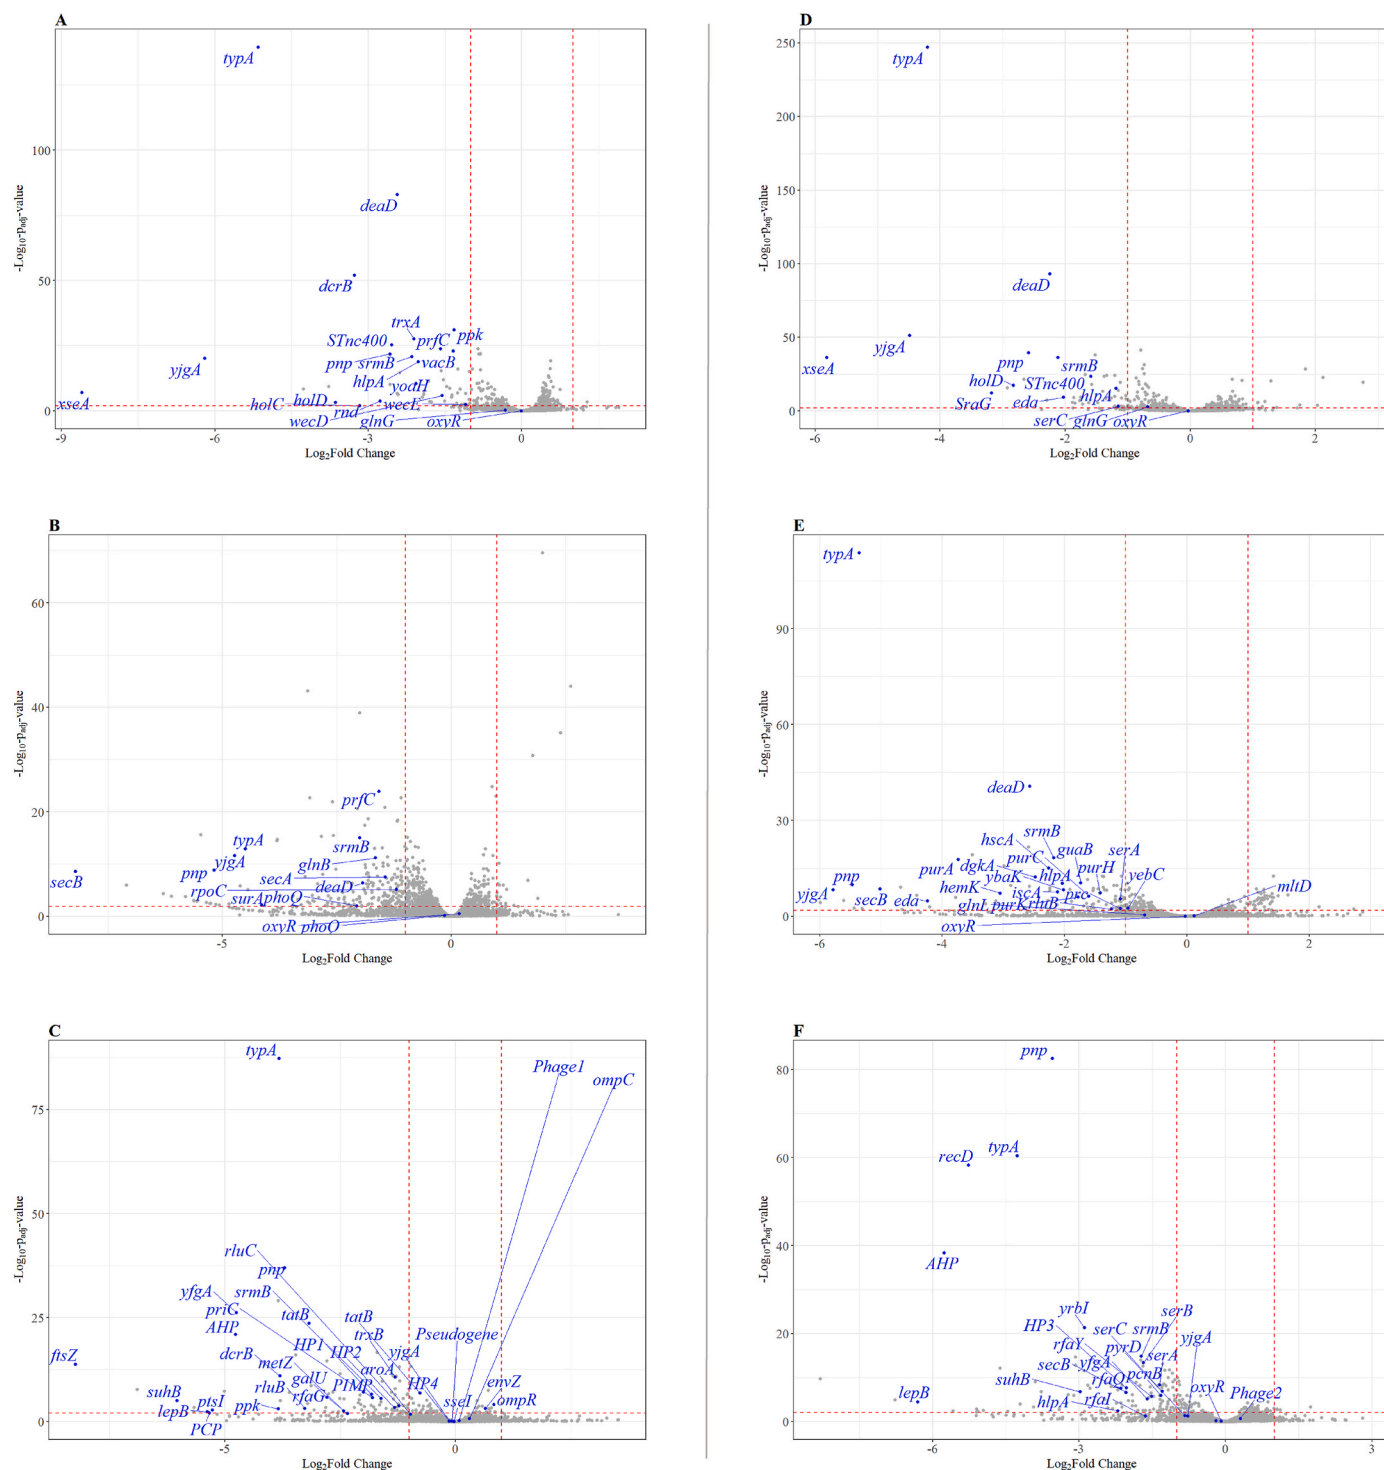 A
typA
100
deaD
dcrB
50
trxA
STnc400
prfC
ppk
pnp
srmB
vacB
yjgA
hlpA
yoaH
xseA
holC
holD
rnd
wecE
0
wecD
glnG
oxyR
-9
-6
-3
0
Log2Fold Change
-Log10-padj-value
B
60
40
20
prfC
typA
srmB
yjgA
glnB
pnp
secB
secA
rpoC
deaD
surA
phoQ
0
oxyR
phoQ
-5
0
Log2Fold Change
-Log10-padj-value
C
typA
Phage1
ompC
75
50
rluC
pnp
yfgA
srmB
priC
tatB
tatB
25
AHP
trxB
Pseudogene
HP1
HP2
yjgA
ftsZ
dcrB
metZ
aroA
galU
HP4
envZ
suhB
rluB
PIMP
ptsI
rfaG
sseI
ompR
lepB
ppk
0
PCP
-5
0
Log2Fold Change
-Log10-padj-value
D
250
typA
200
150
100
deaD
50
yjgA
pnp
srmB
xseA
holD
STnc400
SraG
eda
hlpA
0
serC
glnG
oxyR
-6
-4
-2
0
2
Log2Fold Change
-Log10-padj-value
E
typA
90
60
deaD
30
srmB
hscA
guaB
serA
purC
purA
dgkA
purH
pnp
ybaK
hlpA
yebC
yjgA
hemK
mltD
secB
eda
iscA
prc
glnL
purK
rluB
0
oxyR
-6
-4
-2
0
2
Log2Fold Change
-Log10-padj-value
F
80
pnp
60
recD
typA
40
AHP
yrbI
serB
20
HP3
serC
srmB
rfaY
pyrD
yjgA
secB
yfgA
serA
suhB
pcnB
lepB
rfaQ
oxyR
Phage2
hlpA
rfaI
0
-6
-3
0
3
Log2Fold Change
-Log10-padj-value